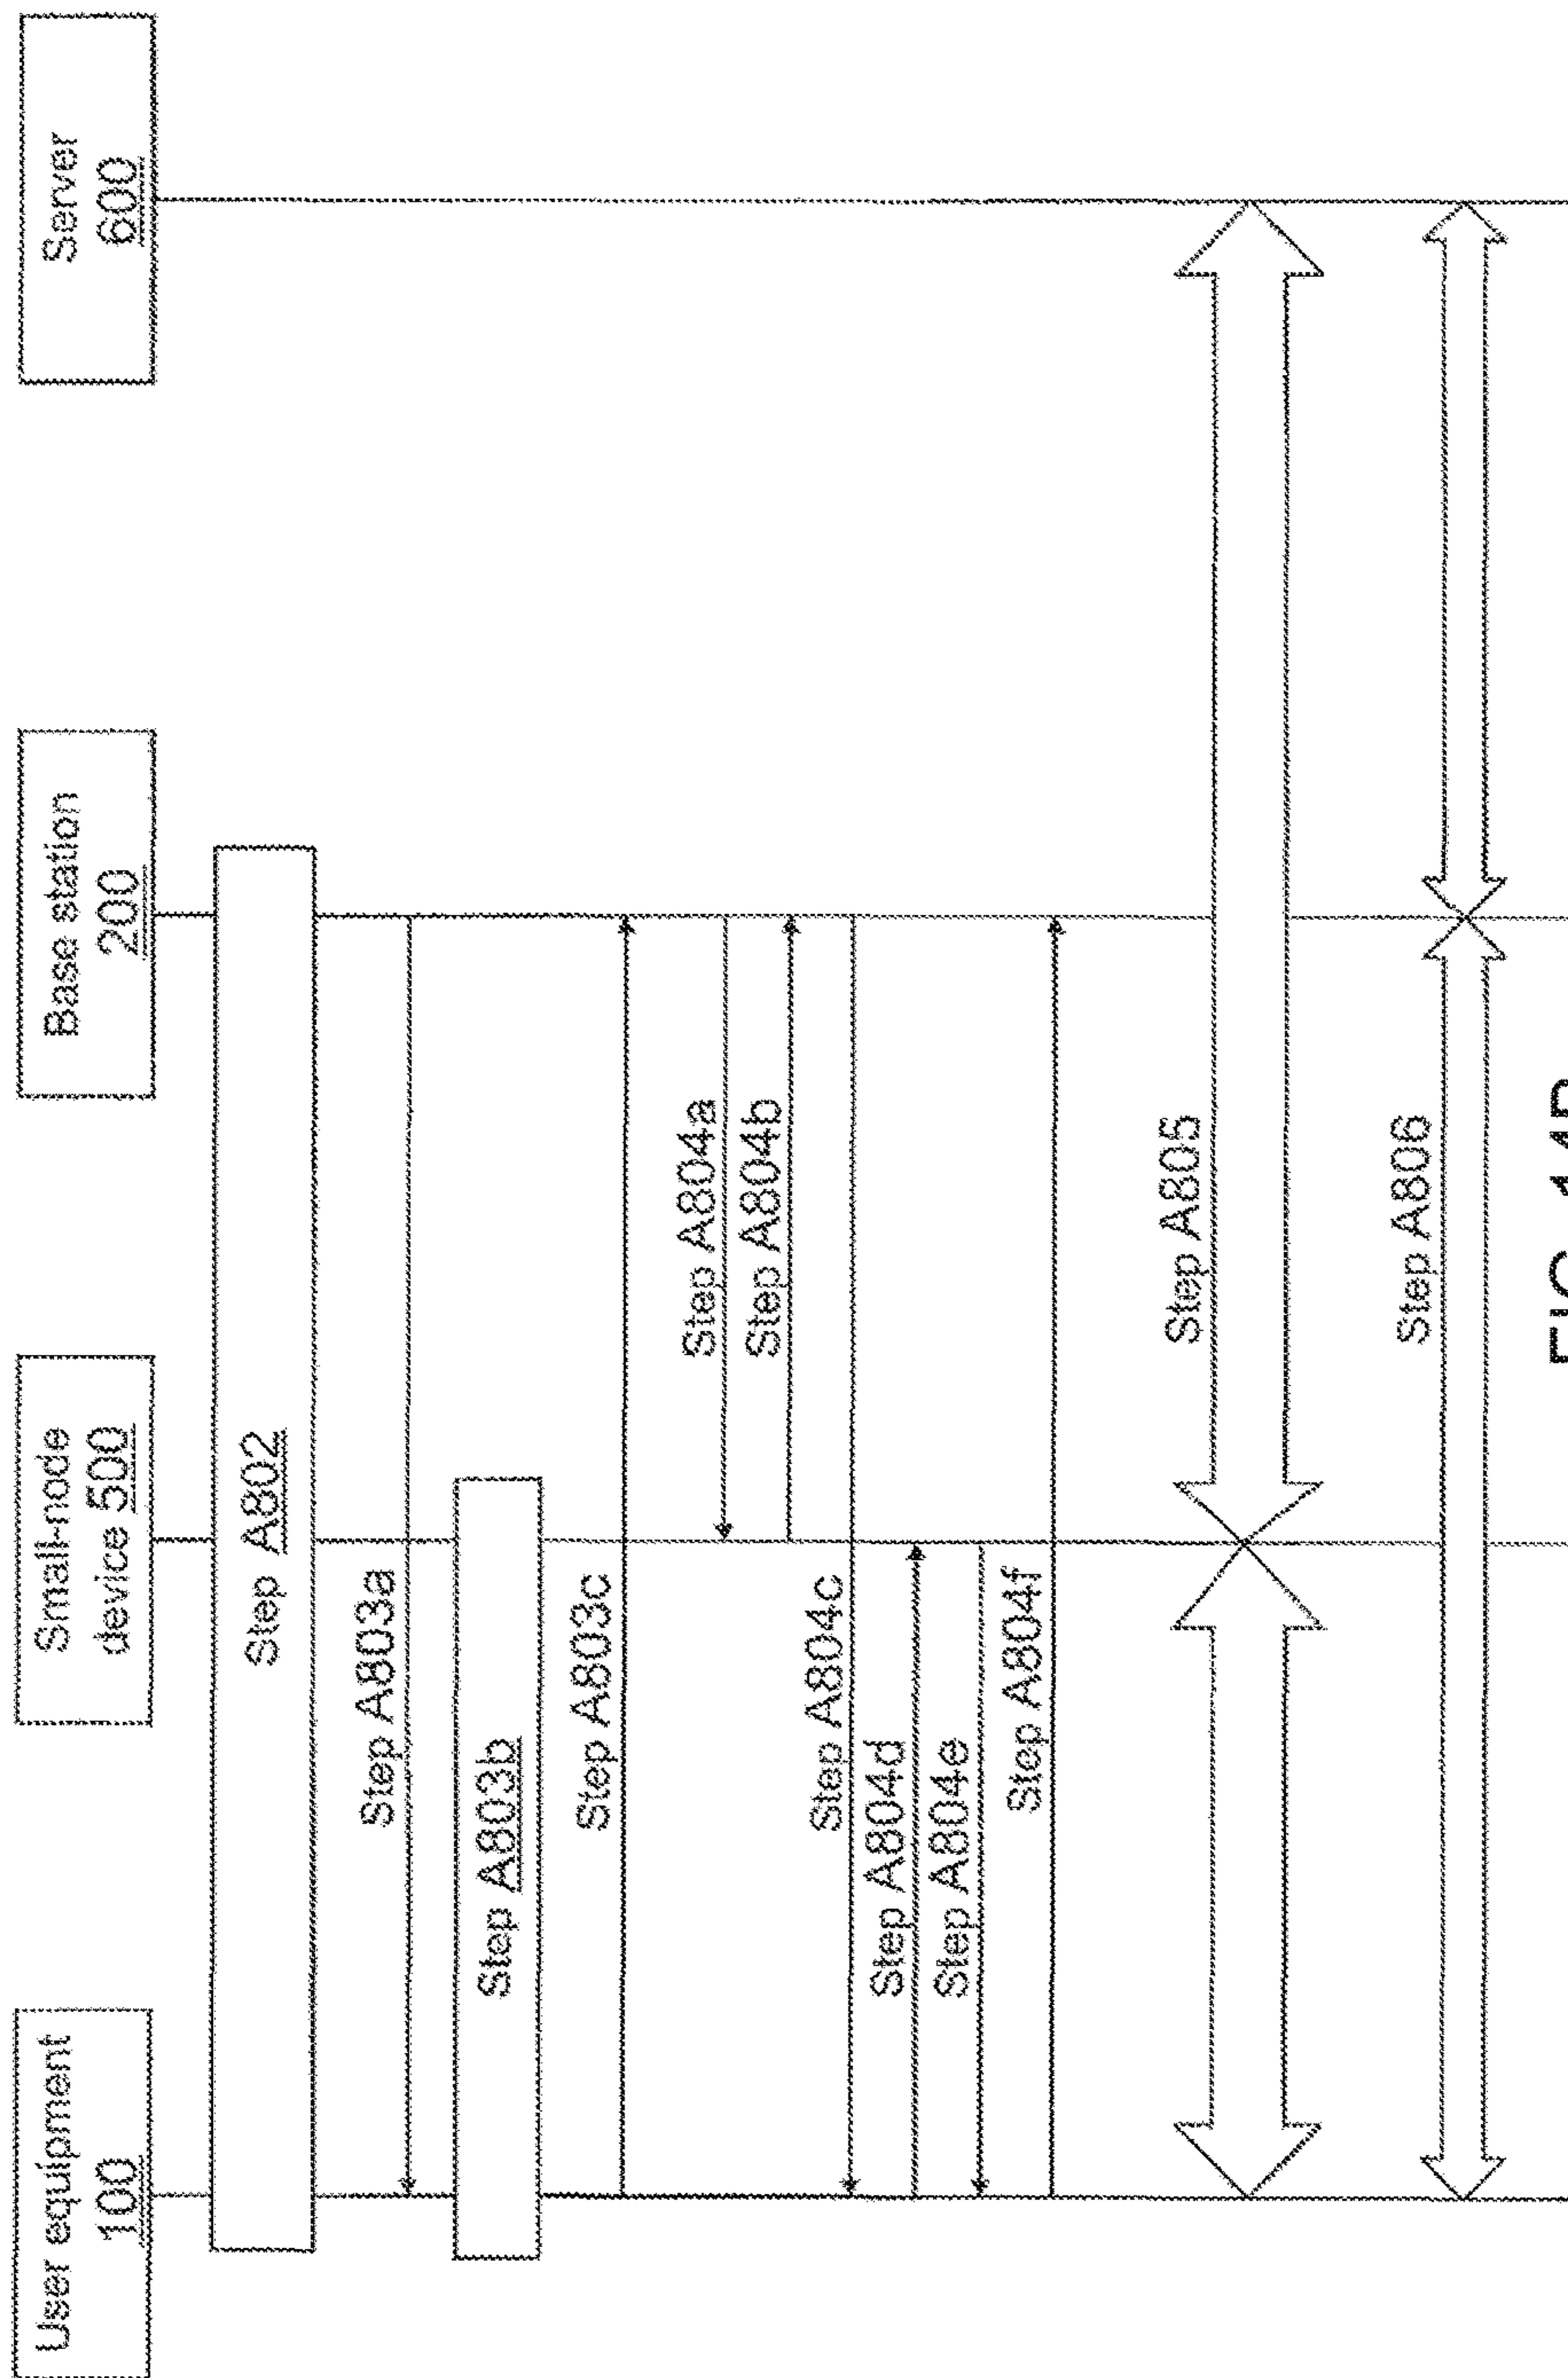 User equipment
100
Small-node
device 500
Base station
200
Server
600
Step A802
Step A803a
Step A803b
Step A803c
Step A804a
Step A804b
Step A804c
Step A804d
Step A804e
Step A804f
Step A805
Step A806